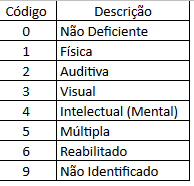 Código Descrição
0 Não Deficiente
1 Física
2 Auditiva
3 Visual
4 Intelectual (Mental)
5 Múltipla
6 Reabilitado
9 Não Identificado